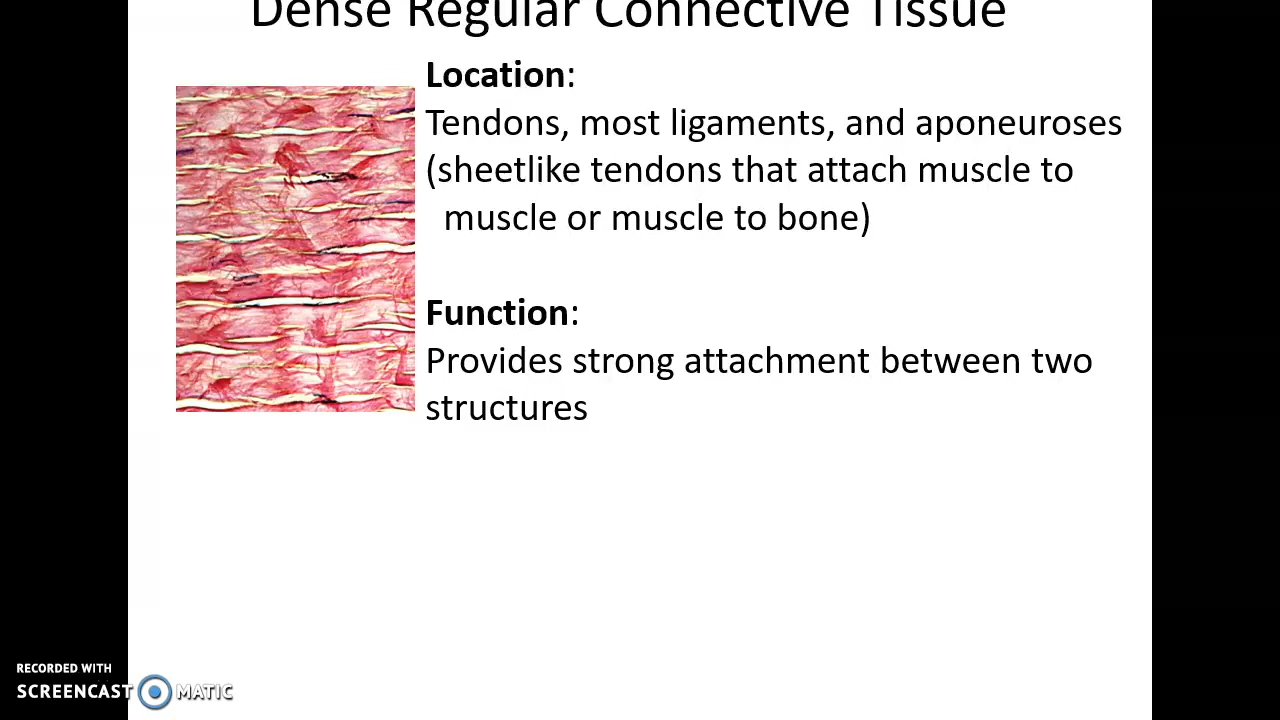 Dense Regular Connective Tissue
Location:
Tendons, most ligaments, and aponeuroses
(sheetlike tendons that attach muscle to
muscle or muscle to bone)
Function:
Provides strong attachment between two
structures
RECORDED WITH
SCREENCAST MATIC